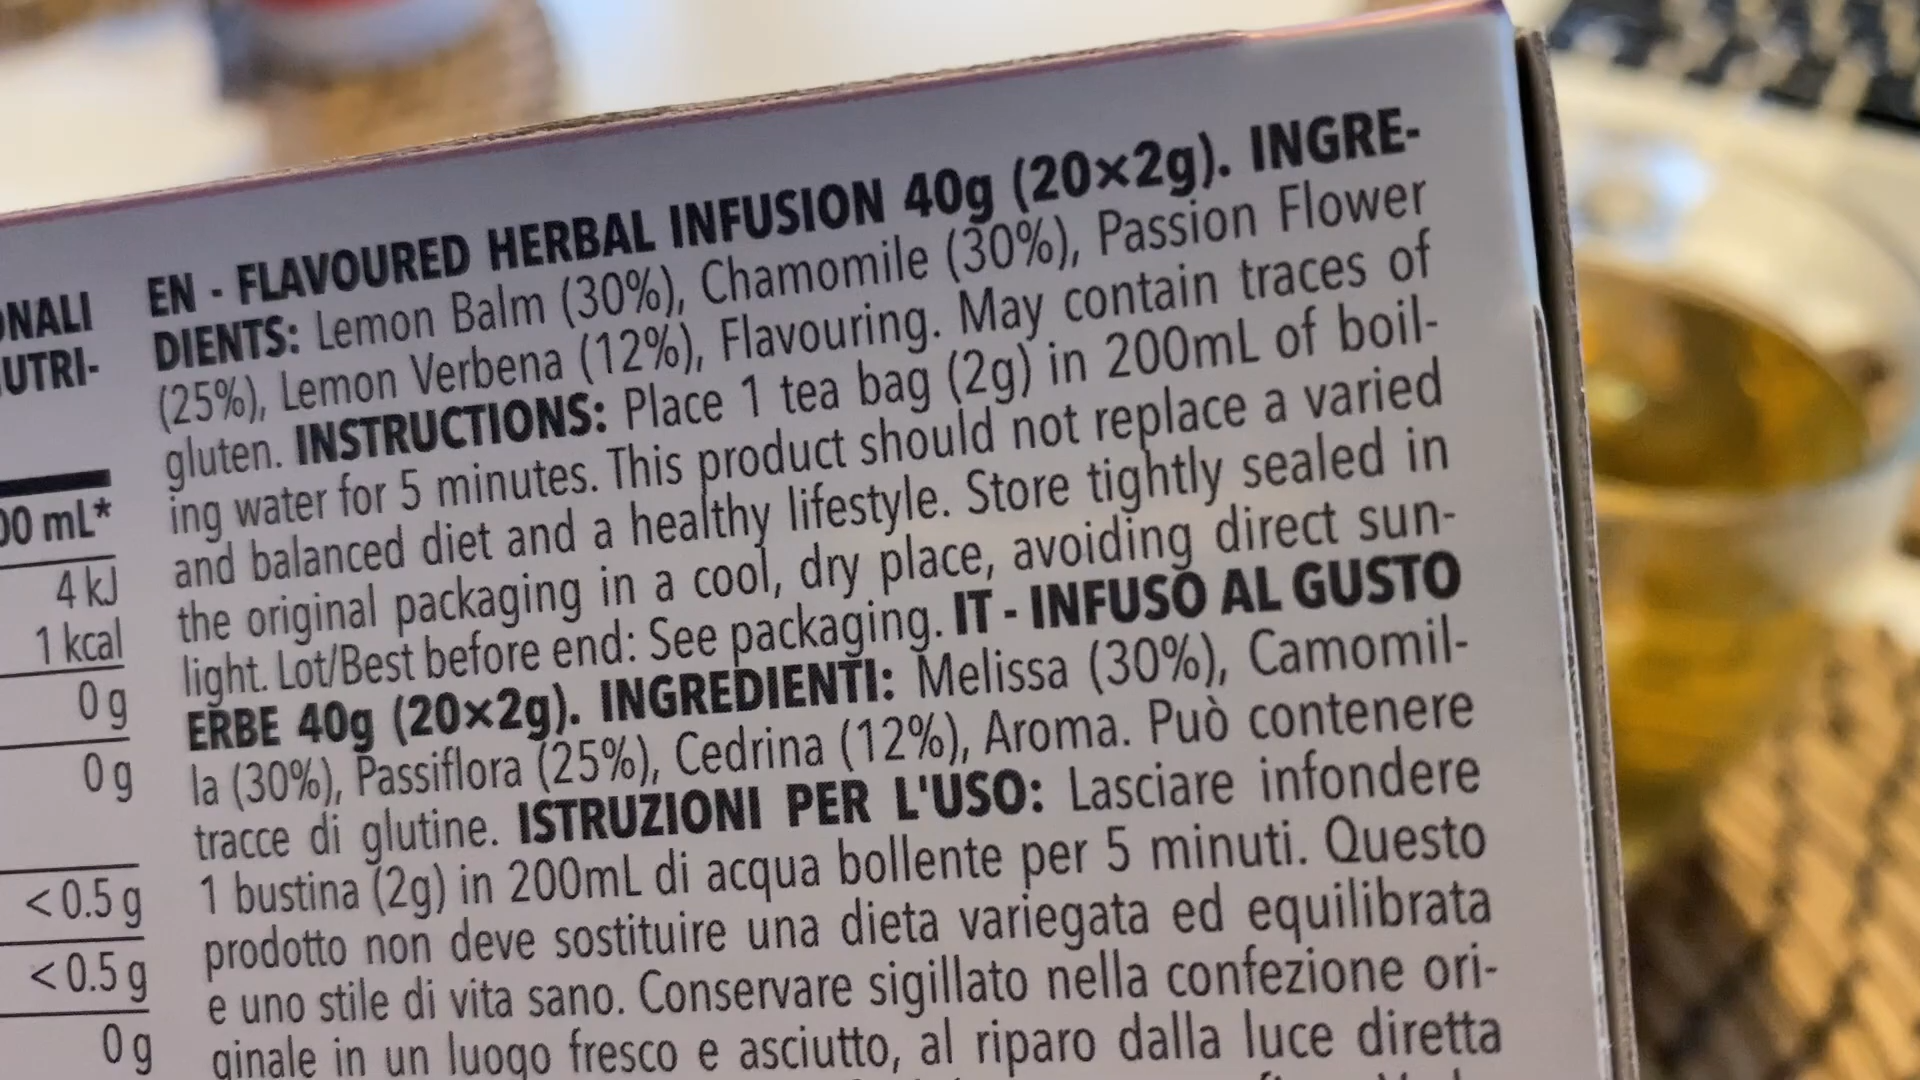 ONALI
UTRI-
00 mL*
4 kJ
1 kcal
0 g
0 g
< 0.5 g
< 0.5 g
0 g
EN - FLAVOURED HERBAL INFUSION 40g (20×2g). INGRE-
DIENTS: Lemon Balm (30%), Chamomile (30%), Passion Flower
(25%), Lemon Verbena (12%), Flavouring. May contain traces of
gluten. INSTRUCTIONS: Place 1 tea bag (2g) in 200mL of boil-
ing water for 5 minutes. This product should not replace a varied
and balanced diet and a healthy lifestyle. Store tightly sealed in
the original packaging in a cool, dry place, avoiding direct sun-
light. Lot/Best before end: See packaging. IT - INFUSO AL GUSTO
ERBE 40g (20×2g). INGREDIENTI: Melissa (30%), Camomil-
la (30%), Passiflora (25%), Cedrina (12%), Aroma. Può contenere
tracce di glutine. ISTRUZIONI PER L'USO: Lasciare infondere
1 bustina (2g) in 200mL di acqua bollente per 5 minuti. Questo
prodotto non deve sostituire una dieta variegata ed equilibrata
e uno stile di vita sano. Conservare sigillato nella confezione ori-
ginale in un luogo fresco e asciutto, al riparo dalla luce diretta